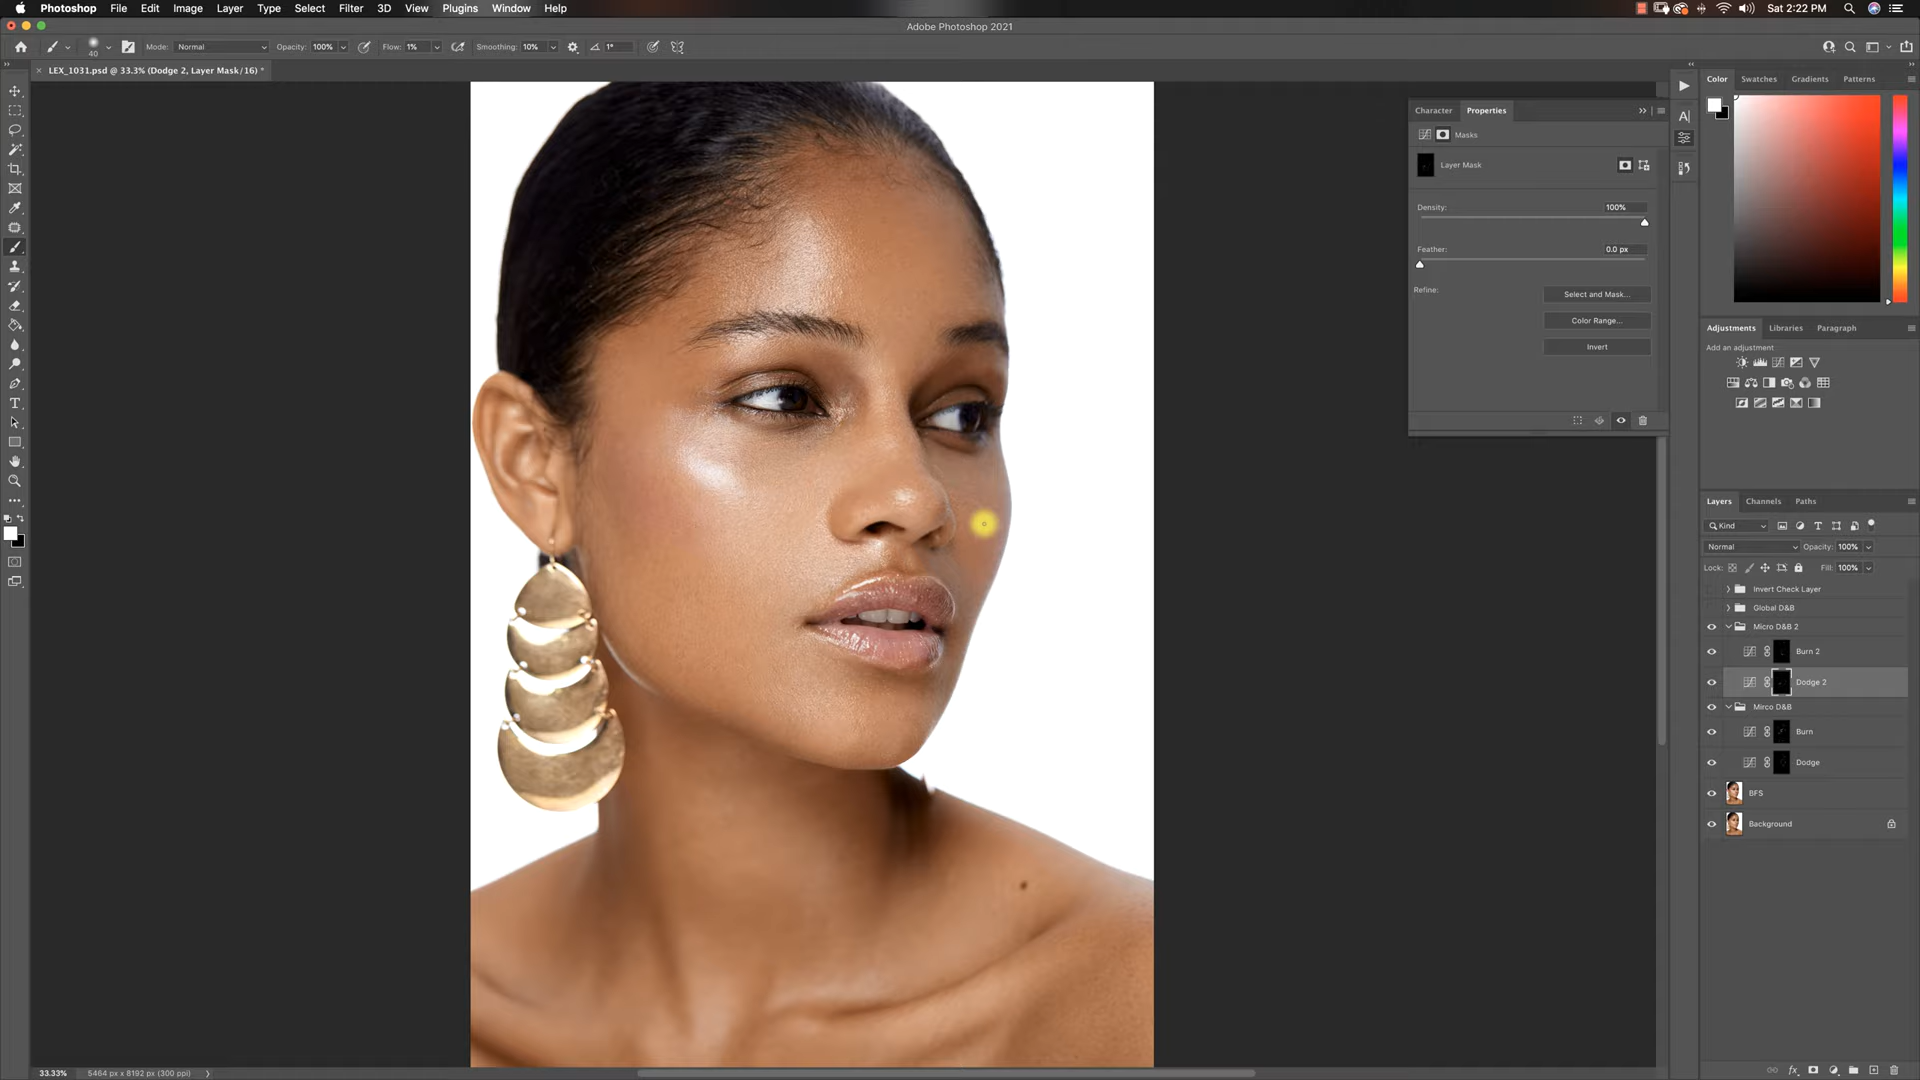 Photoshop File Edit Image Layer Type Select Filter 3D View Plugins Window Help Sat 2:22 PM
Adobe Photoshop 2021
40 Mode: Normal Opacity: 100% Flow: 1% Smoothing: 10% 1°
× LEX_1031.psd @ 33.3% (Dodge 2, Layer Mask/16) *
Color Swatches Gradients Patterns
Character Properties
Masks
Layer Mask
Density: 100%
Feather: 0.0 px
Refine:
Select and Mask...
Color Range...
Invert
Adjustments Libraries Paragraph
Add an adjustment
Layers Channels Paths
Kind
Normal Opacity: 100%
Lock: Fill: 100%
Invert Check Layer
Global D&B
Micro D&B 2
Burn 2
Dodge 2
Mirco D&B
Burn
Dodge
BFS
Background
33.33% 5464 px x 8192 px (300 ppi)